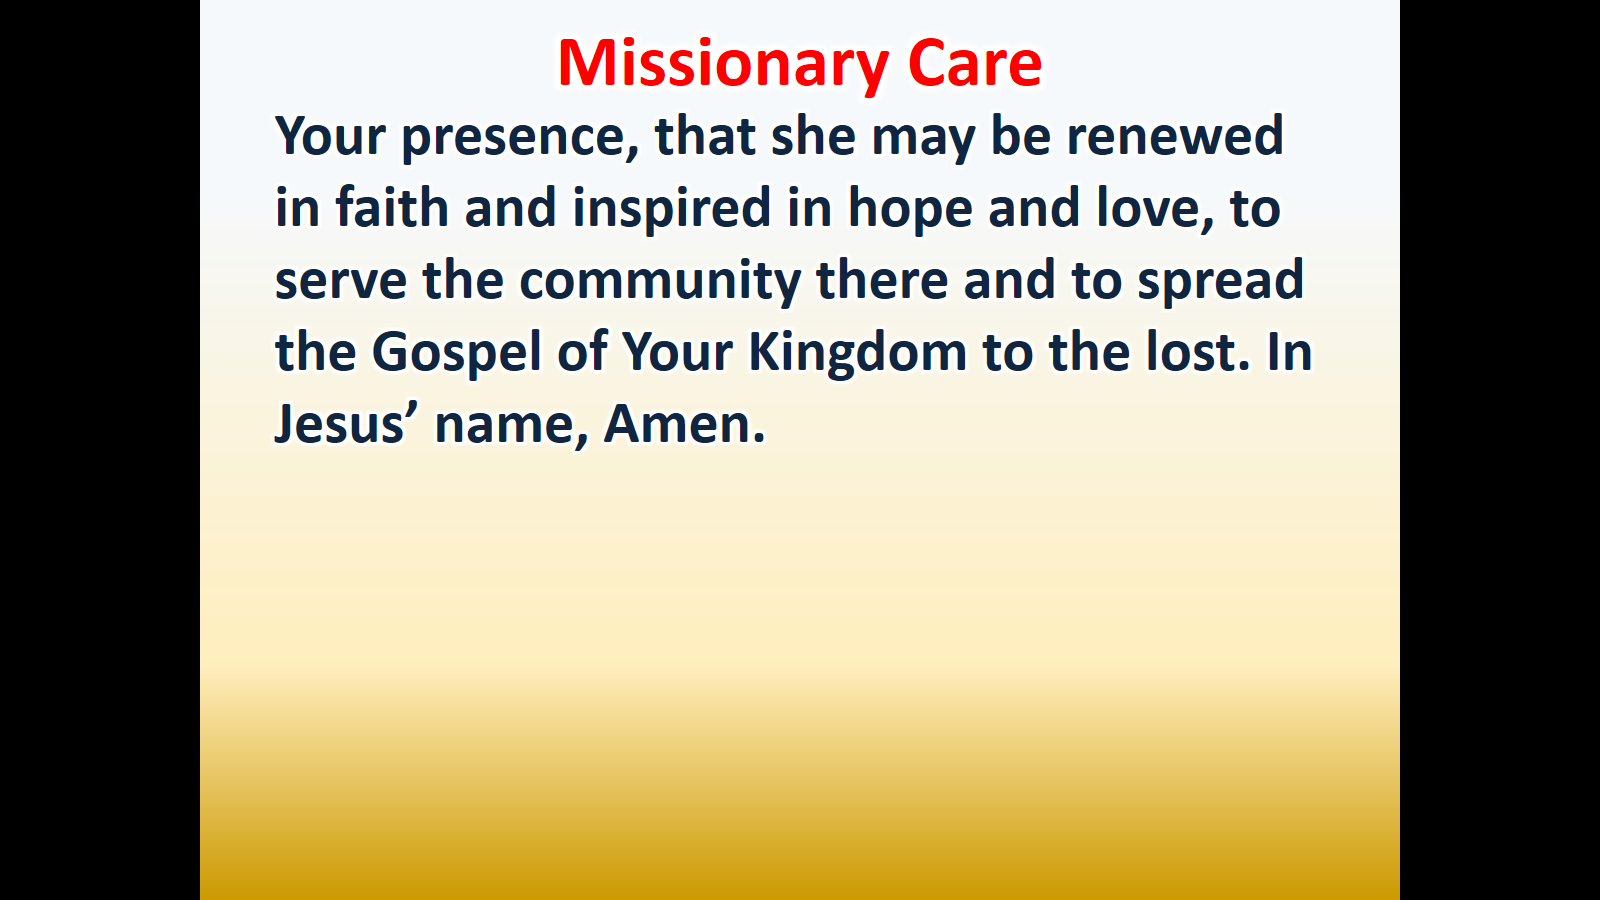 Missionary Care
Your presence, that she may be renewed
in faith and inspired in hope and love, to
serve the community there and to spread
the Gospel of Your Kingdom to the lost. In
Jesus’ name, Amen.